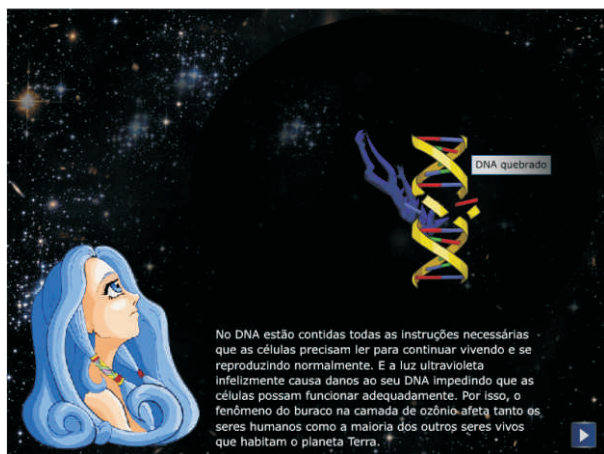 DNA quebrado
No DNA estão contidas todas as instruções necessárias
que as células precisam ler para continuar vivendo e se
reproduzindo normalmente. E a luz ultravioleta
infelizmente causa danos ao seu DNA impedindo que as
células possam funcionar adequadamente. Por isso, o
fenômeno do buraco na camada de ozônio afeta tanto os
seres humanos como a maioria dos outros seres vivos
que habitam o planeta Terra.